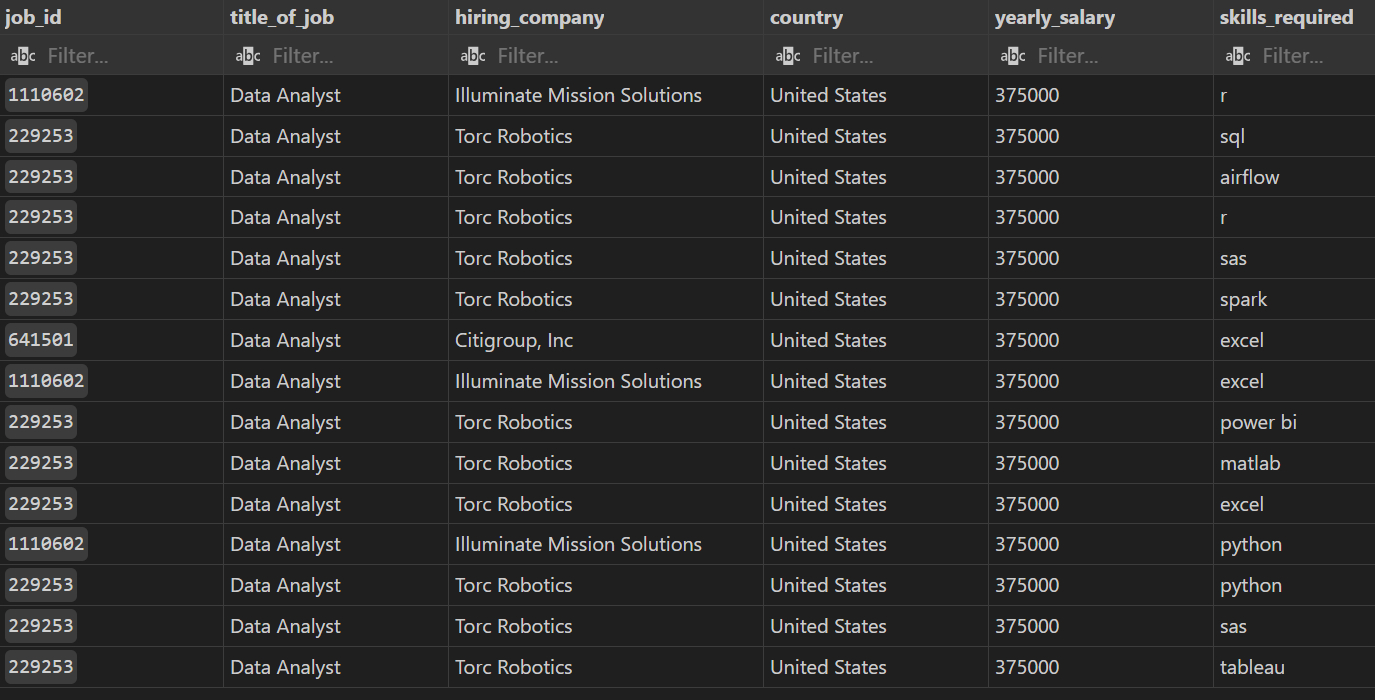 job_id title_of_job hiring_company country yearly_salary skills_required
abc Filter... abc Filter... abc Filter... abc Filter... abc Filter... abc Filter...
1110602 Data Analyst Illuminate Mission Solutions United States 375000 r
229253 Data Analyst Torc Robotics United States 375000 sql
229253 Data Analyst Torc Robotics United States 375000 airflow
229253 Data Analyst Torc Robotics United States 375000 r
229253 Data Analyst Torc Robotics United States 375000 sas
229253 Data Analyst Torc Robotics United States 375000 spark
641501 Data Analyst Citigroup, Inc United States 375000 excel
1110602 Data Analyst Illuminate Mission Solutions United States 375000 excel
229253 Data Analyst Torc Robotics United States 375000 power bi
229253 Data Analyst Torc Robotics United States 375000 matlab
229253 Data Analyst Torc Robotics United States 375000 excel
1110602 Data Analyst Illuminate Mission Solutions United States 375000 python
229253 Data Analyst Torc Robotics United States 375000 python
229253 Data Analyst Torc Robotics United States 375000 sas
229253 Data Analyst Torc Robotics United States 375000 tableau